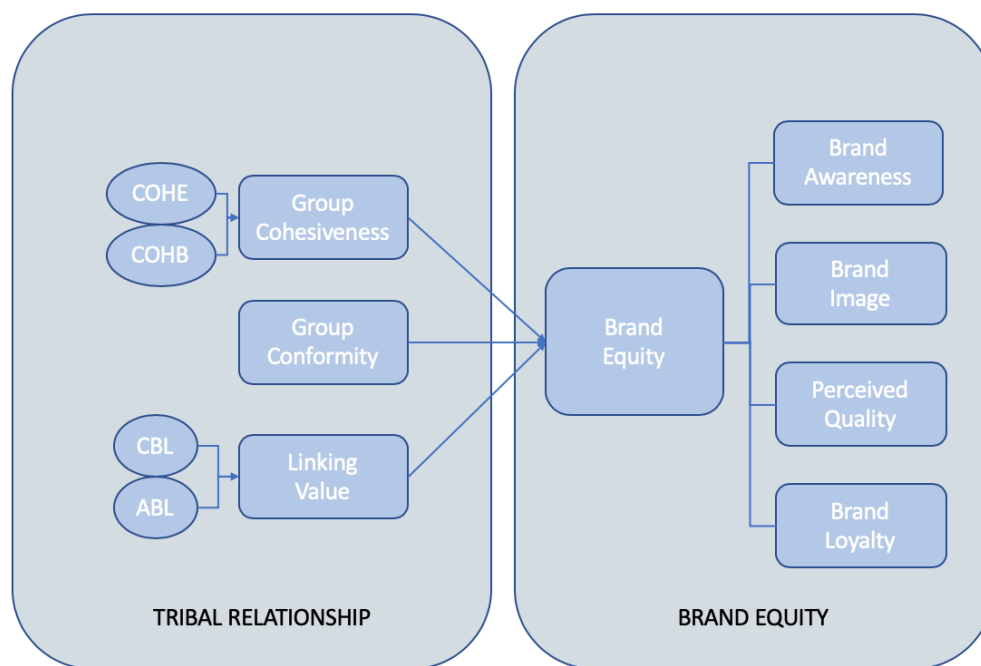 COHE
COHB
Group
Cohesiveness
Group
Conformity
CBL
ABL
Linking
Value
TRIBAL RELATIONSHIP
Brand
Equity
Brand
Awareness
Brand
Image
Perceived
Quality
Brand
Loyalty
BRAND EQUITY